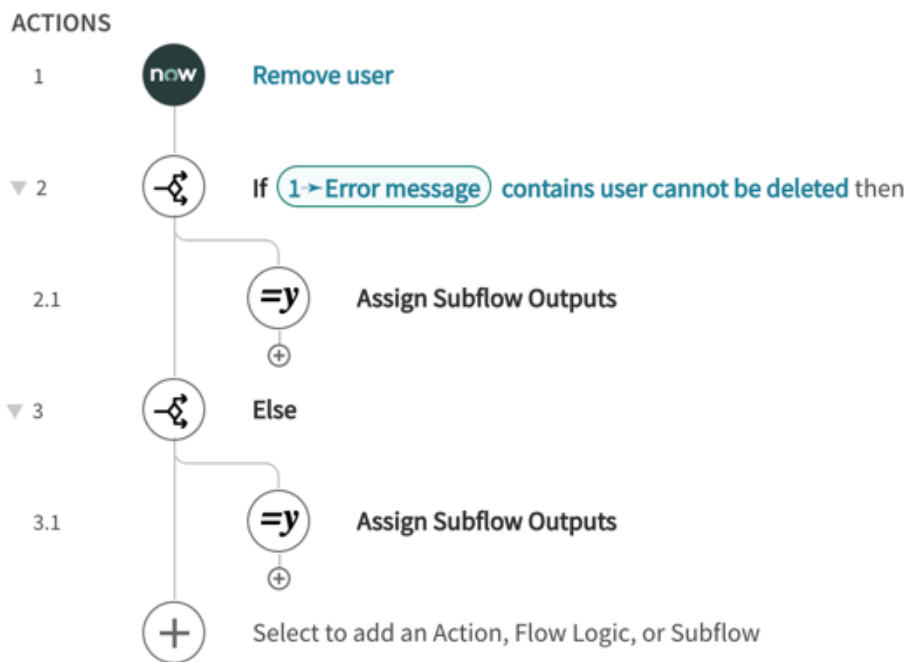 ACTIONS
1 now Remove user
2 If 1➛Error message contains user cannot be deleted then
2.1 =y Assign Subflow Outputs
3 Else
3.1 =y Assign Subflow Outputs
Select to add an Action, Flow Logic, or Subflow